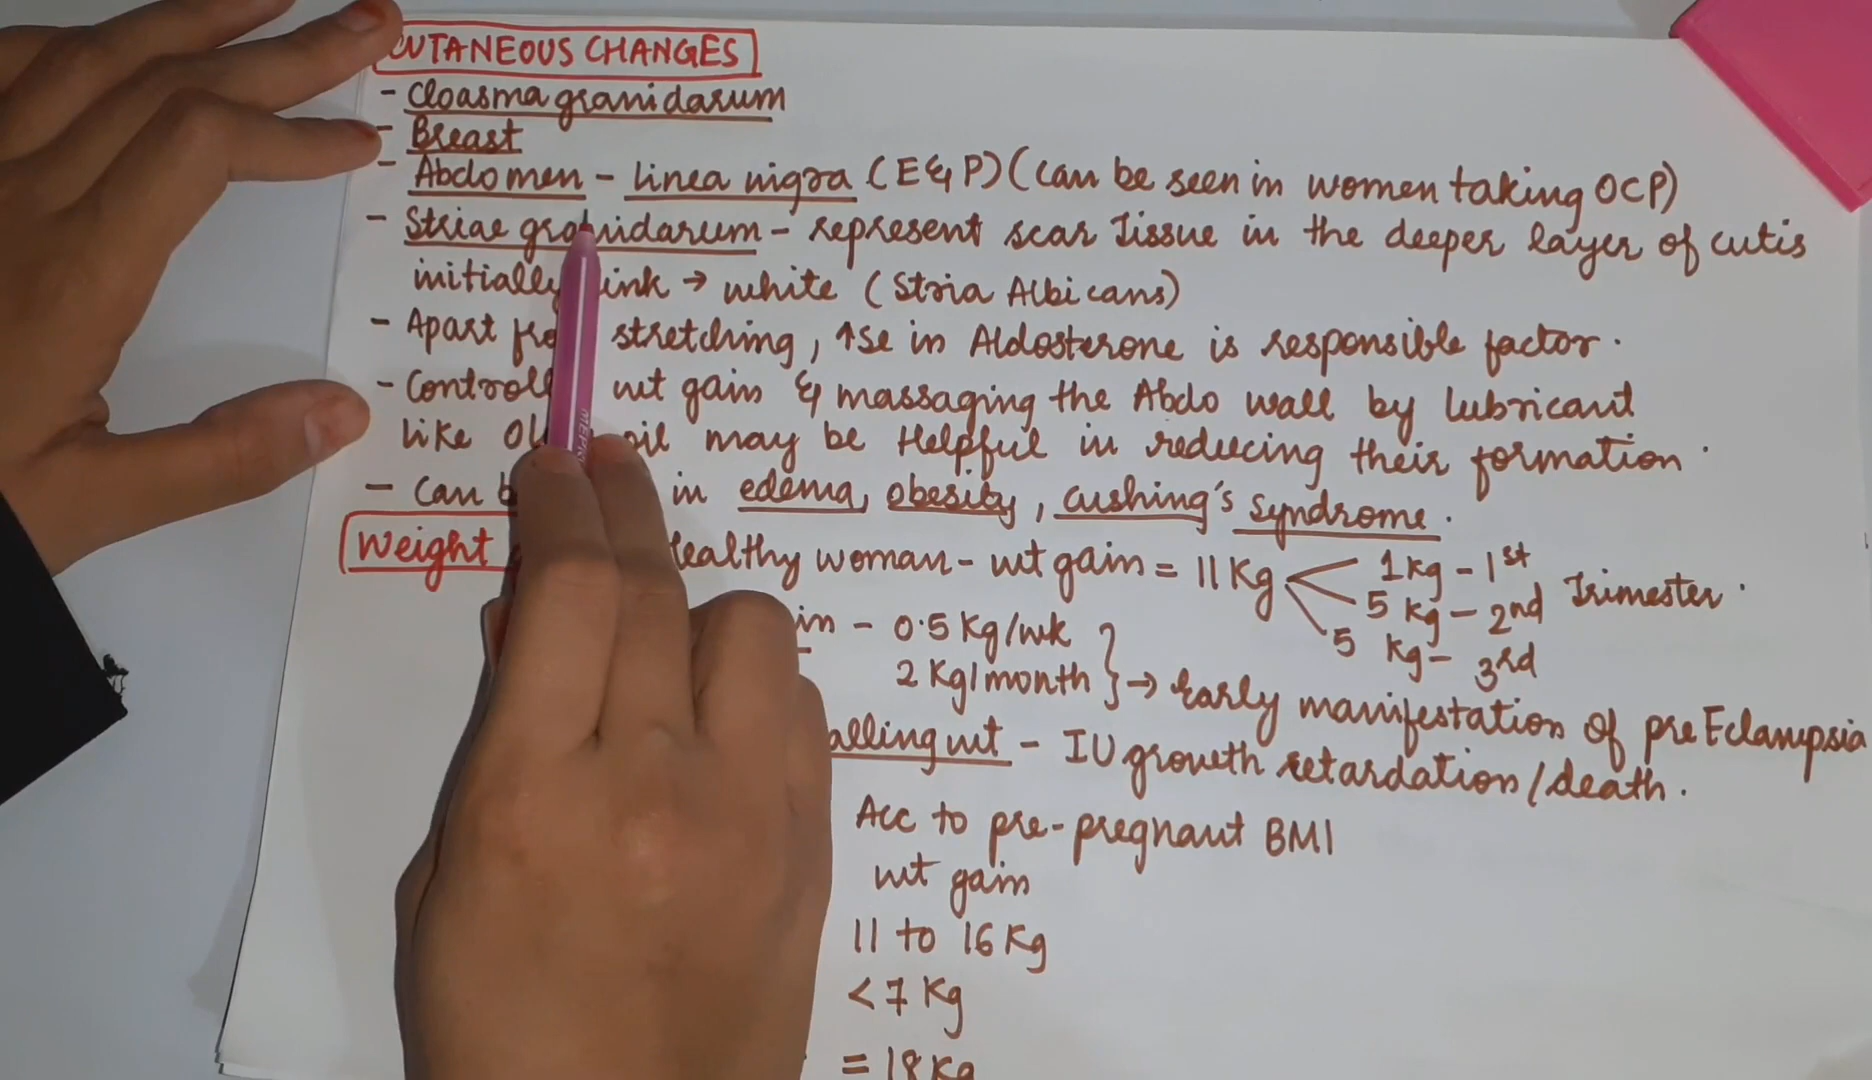 CUTANEOUS CHANGES
- Cloasma gravidarum
- Breast
- Abdomen - linea nigra (E & P) (can be seen in women taking OCP)
- Striae gravidarum - represent scar tissue in the deeper layer of cutis
initially pink → white (Stria Albicans)
- Apart from stretching, ↑se in Aldosterone is responsible factor.
- wt gain & massaging the Abdo wall by lubricant
like oil may be Helpful in reducing their formation.
- can in edema, obesity, cushing's syndrome.
Weight healthy woman - wt gain = 11 Kg 1 kg - 1st
5 kg - 2nd Trimester.
5 kg - 3rd
- 0.5 Kg/wk
2 Kg/month } → Early manifestation of preEclampsia
falling wt - IU growth retardation/death.
Acc to pre-pregnant BMI
wt gain
11 to 16 Kg
< 7 Kg
= 18 Kg